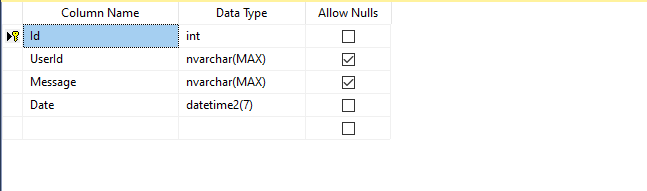 Column Name Data Type Allow Nulls
Id int
UserId nvarchar(MAX)
Message nvarchar(MAX)
Date datetime2(7)